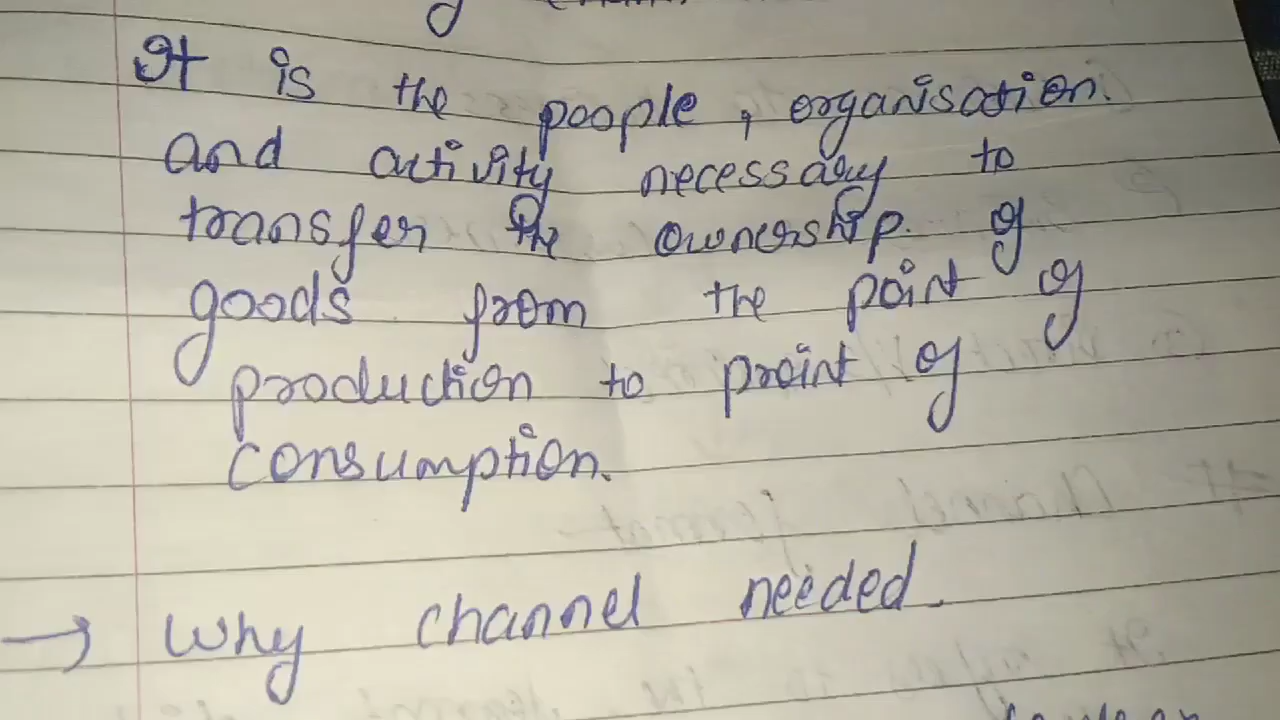 It is the people, organisation.
and activity necessary to
transfer the ownership. of
goods from the point of
production to point of
consumption.
→ Why channel needed.